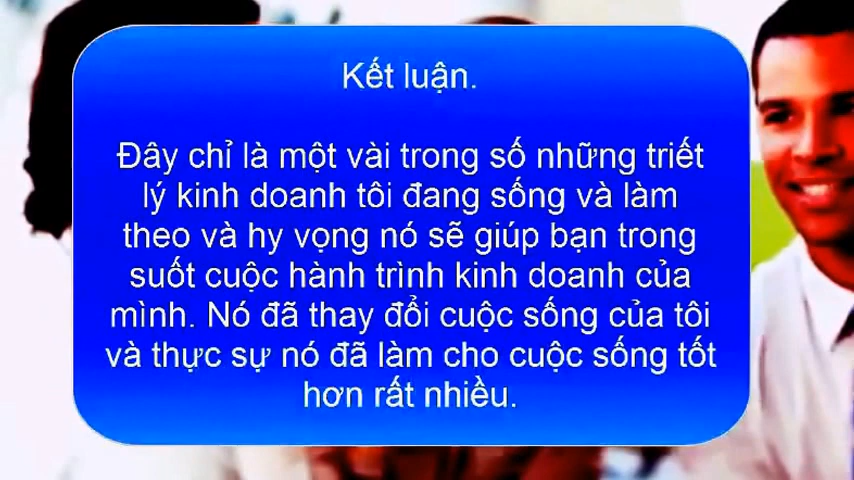 Kết luận.
Đây chỉ là một vài trong số những triết
lý kinh doanh tôi đang sống và làm
theo và hy vọng nó sẽ giúp bạn trong
suốt cuộc hành trình kinh doanh của
mình. Nó đã thay đổi cuộc sống của tôi
và thực sự nó đã làm cho cuộc sống tốt
hơn rất nhiều.